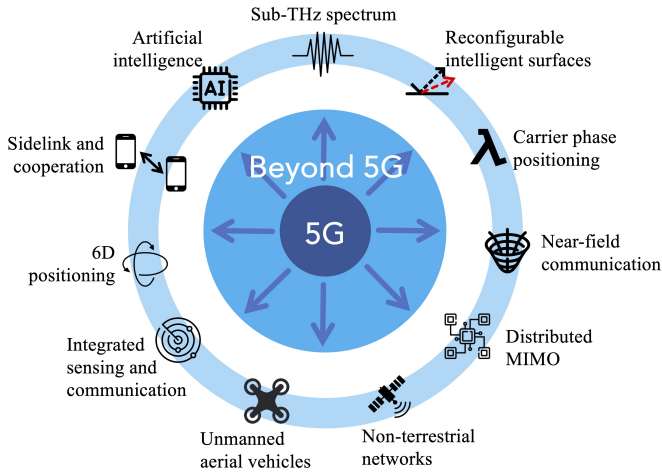 Sub-THz spectrum
Artificial
intelligence
AI
Reconfigurable
intelligent surfaces
Sidelink and
cooperation
Carrier phase
positioning
λ
Beyond 5G
5G
6D
positioning
Near-field
communication
Integrated
sensing and
communication
Distributed
MIMO
Unmanned
aerial vehicles
Non-terrestrial
networks